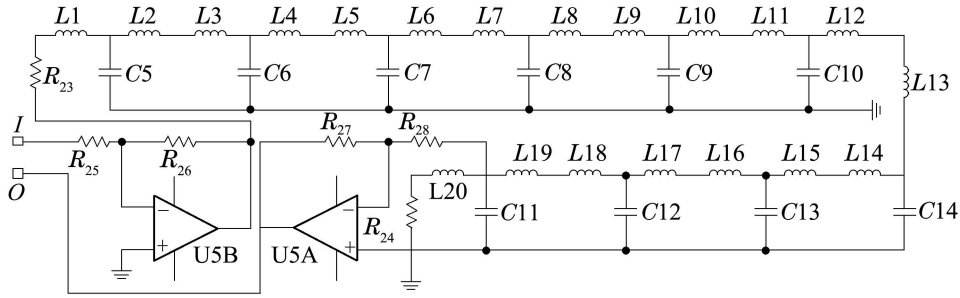 L1 L2 L3 L4 L5 L6 L7 L8 L9 L10 L11 L12
R23 C5 C6 C7 C8 C9 C10 L13
I R25 R26 R27 R28
L20 L19 L18 L17 L16 L15 L14
O R24 C11 C12 C13 C14
− + U5B U5A − +